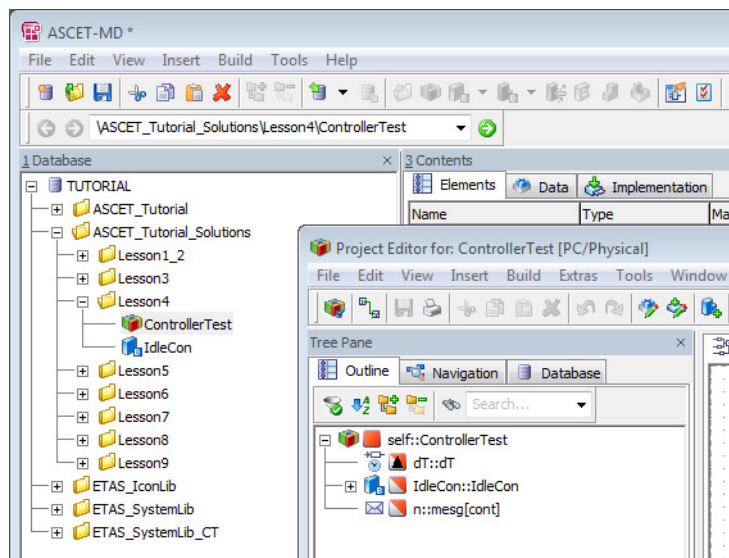 ASCET-MD *
File Edit View Insert Build Tools Help
\ASCET_Tutorial_Solutions\Lesson4\ControllerTest
1 Database
3 Contents
Elements Data Implementation
Name Type Ma
TUTORIAL
ASCET_Tutorial
ASCET_Tutorial_Solutions
Lesson1_2
Lesson3
Lesson4
ControllerTest
IdleCon
Lesson5
Lesson6
Lesson7
Lesson8
Lesson9
ETAS_IconLib
ETAS_SystemLib
ETAS_SystemLib_CT
Project Editor for: ControllerTest [PC/Physical]
File Edit View Insert Build Extras Tools Window
Tree Pane
Outline Navigation Database
Search...
self::ControllerTest
dT::dT
IdleCon::IdleCon
n::mesg[cont]